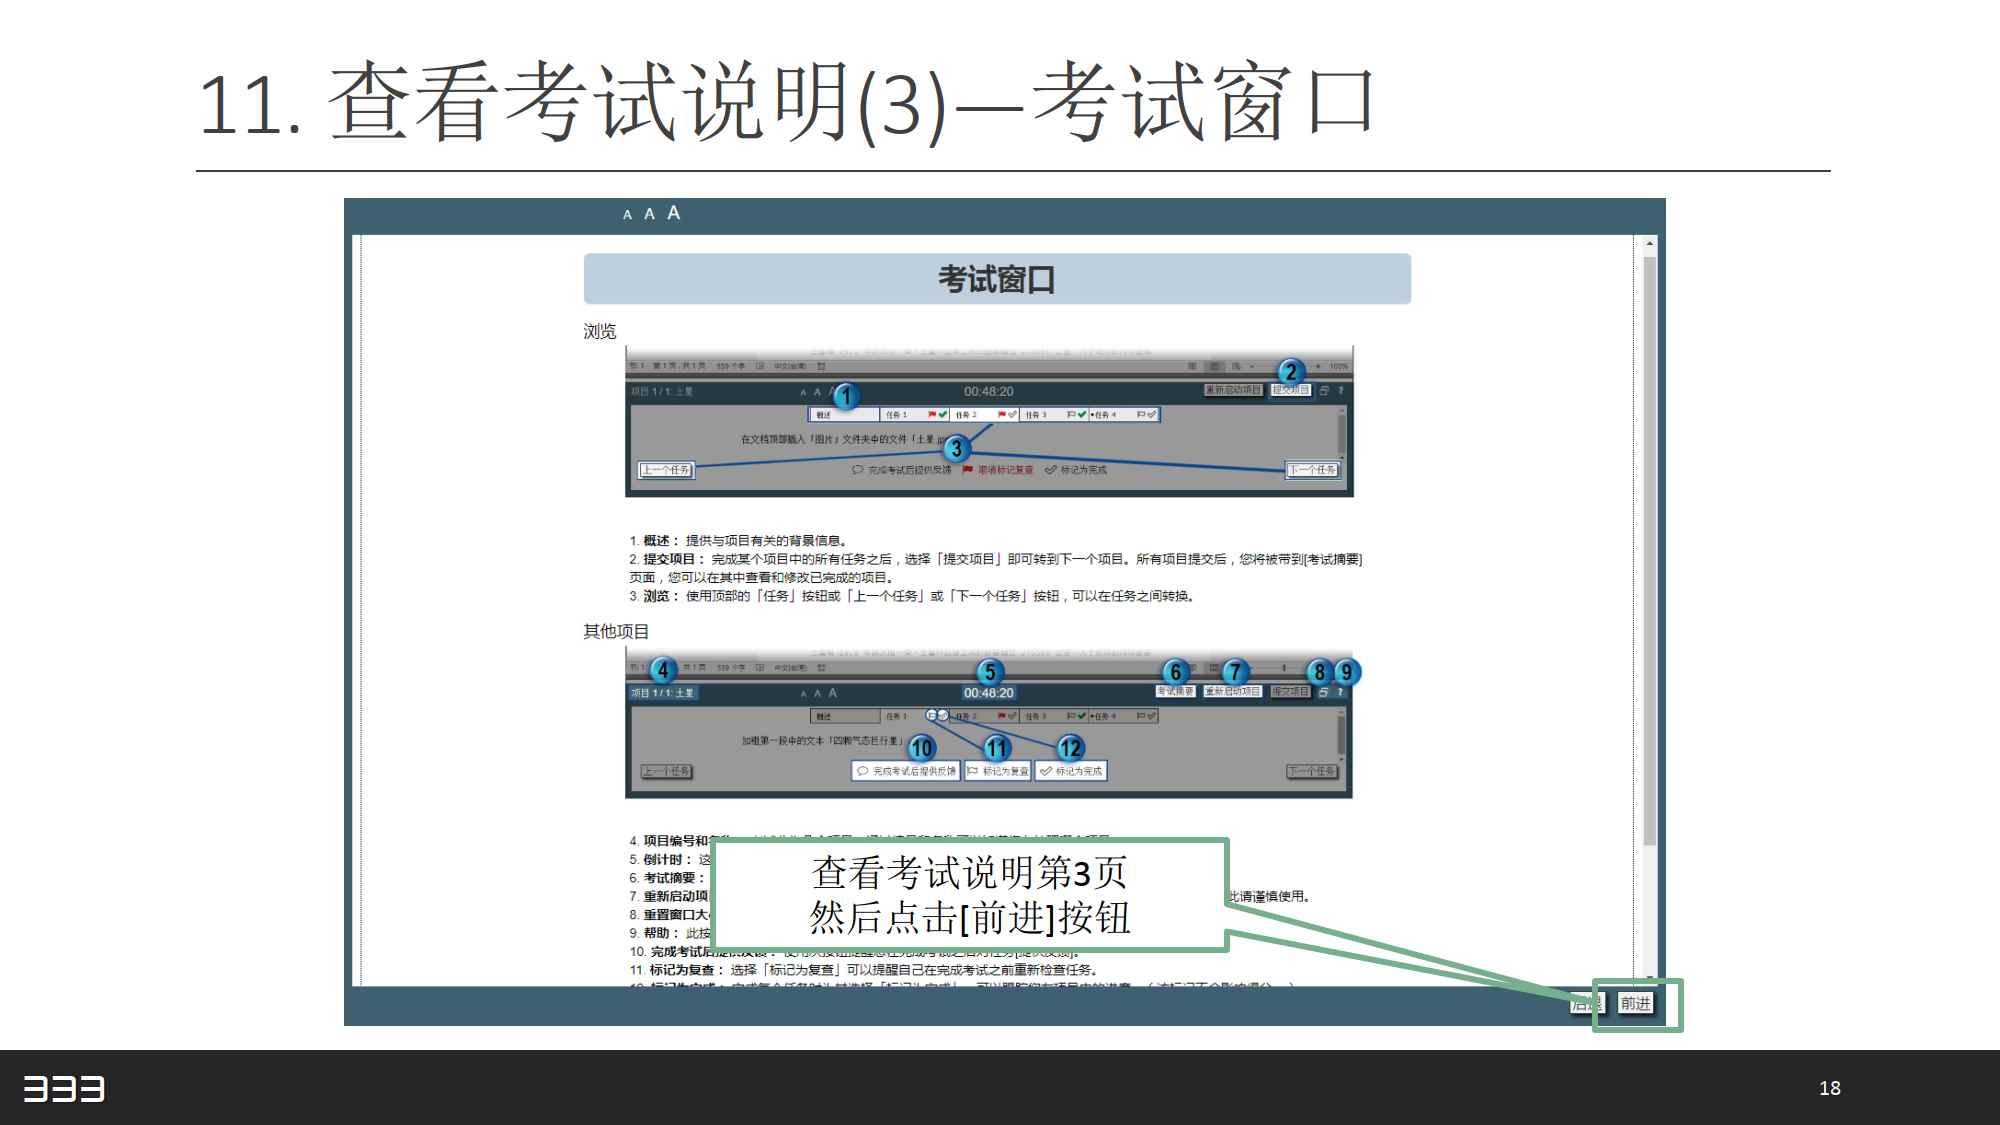 11. 查看考试说明(3)—考试窗口
A A A
考试窗口
浏览
项目 1 / 1: 土星
A A
00:48:20
重新启动项目
提交项目
1
2
概述 任务 1 任务 2 任务 3 任务 4
在文档顶部插入「图片」文件夹中的文件「土星
3
上一个任务
下一个任务
完成考试后提供反馈
标记为完成
1. 概述： 提供与项目有关的背景信息。
2. 提交项目： 完成某个项目中的所有任务之后，选择「提交项目」即可转到下一个项目。所有项目提交后，您将被带到[考试摘要]
页面，您可以在其中查看和修改已完成的项目。
3. 浏览： 使用顶部的「任务」按钮或「上一个任务」或「下一个任务」按钮，可以在任务之间转换。
其他项目
4 5 6 7 8 9
项目 1 / 1: 土星
A A A
00:48:20
考试摘要
重新启动项目
提交项目
概述 任务 1 任务 2 任务 3 任务 4
加粗第一段中的文本「四颗气态巨行星」
10 11 12
上一个任务
完成考试后提供反馈
标记为复查
标记为完成
下一个任务
4. 项目编号和
5. 倒计时： 这
6. 考试摘要：
7. 重新启动项
此请谨慎使用。
8. 重置窗口大
9. 帮助： 此按
10. 完成考试后提供反馈：
11. 标记为复查： 选择「标记为复查」可以提醒自己在完成考试之前重新检查任务。
查看考试说明第3页
然后点击[前进]按钮
后退
前进
333
18